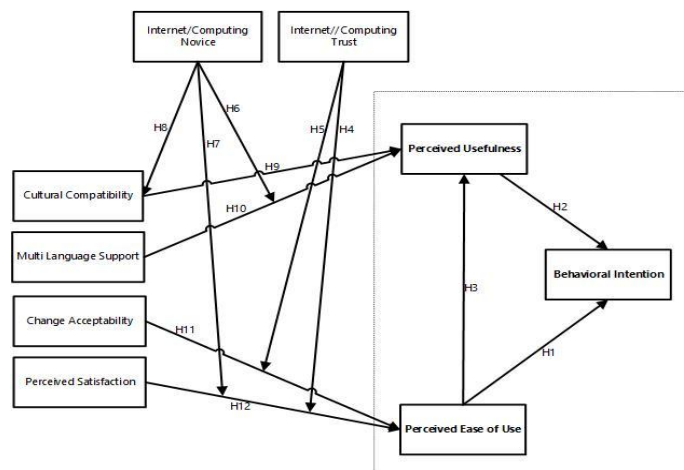 Internet/Computing
Novice
Internet//Computing
Trust
H8
H7
H6
H5
H4
Perceived Usefulness
H9
Cultural Compatibility
H10
H2
Multi Language Support
Behavioral Intention
H3
Change Acceptability
H11
H1
Perceived Satisfaction
H12
Perceived Ease of Use